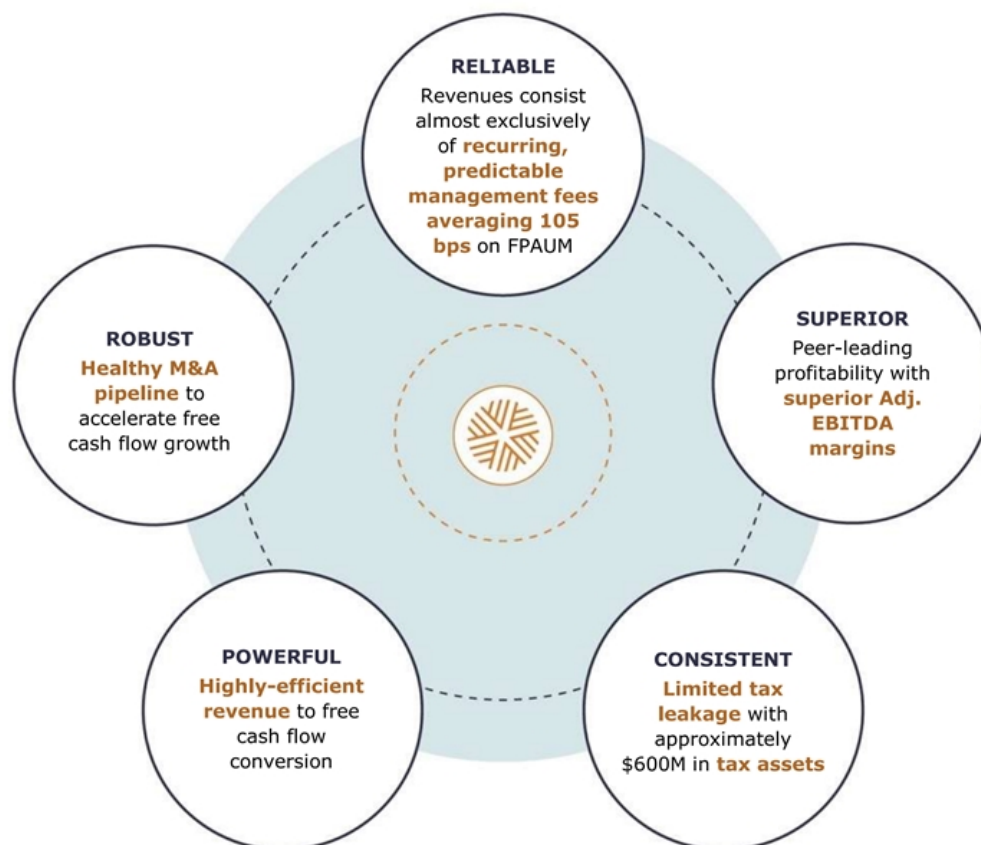 RELIABLE
Revenues consist
almost exclusively
of recurring,
predictable
management fees
averaging 105
bps on FPAUM
SUPERIOR
Peer-leading
profitability with
superior Adj.
EBITDA
margins
CONSISTENT
Limited tax
leakage with
approximately
$600M in tax assets
POWERFUL
Highly-efficient
revenue to free
cash flow
conversion
ROBUST
Healthy M&A
pipeline to
accelerate free
cash flow growth